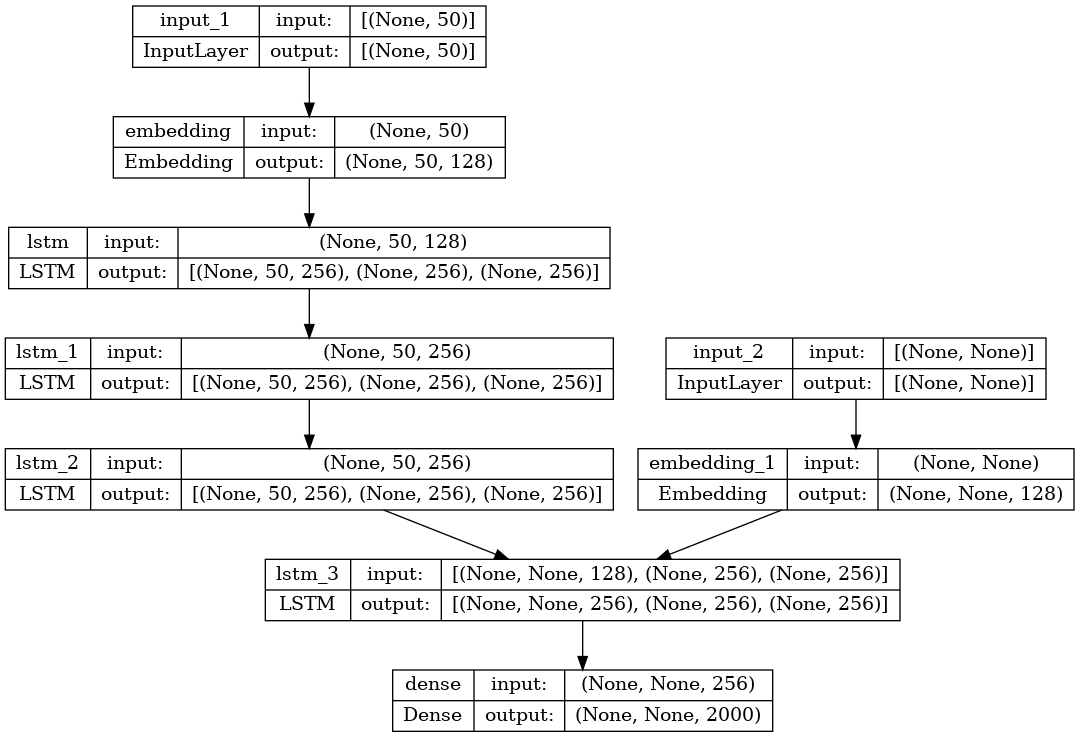 input_1 input: [(None, 50)]
InputLayer output: [(None, 50)]
embedding input: (None, 50)
Embedding output: (None, 50, 128)
lstm input: (None, 50, 128)
LSTM output: [(None, 50, 256), (None, 256), (None, 256)]
lstm_1 input: (None, 50, 256)
LSTM output: [(None, 50, 256), (None, 256), (None, 256)]
input_2 input: [(None, None)]
InputLayer output: [(None, None)]
lstm_2 input: (None, 50, 256)
LSTM output: [(None, 50, 256), (None, 256), (None, 256)]
embedding_1 input: (None, None)
Embedding output: (None, None, 128)
lstm_3 input: [(None, None, 128), (None, 256), (None, 256)]
LSTM output: [(None, None, 256), (None, 256), (None, 256)]
dense input: (None, None, 256)
Dense output: (None, None, 2000)